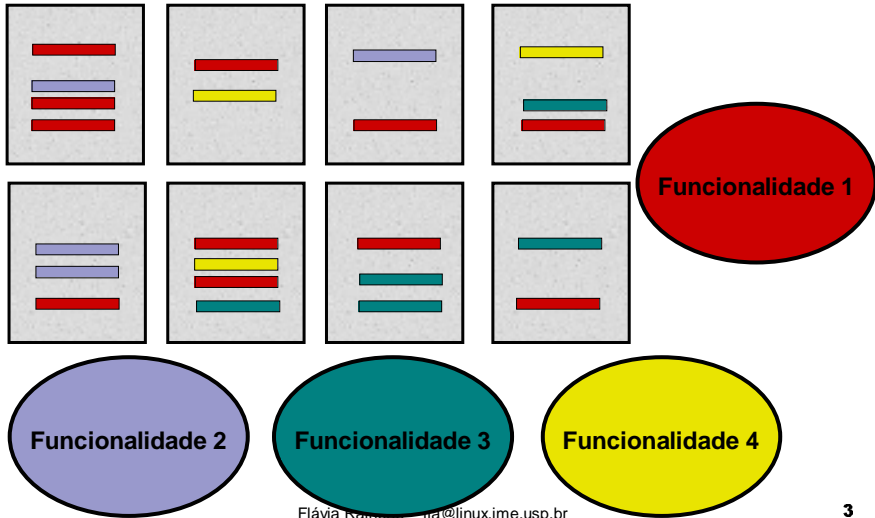 Funcionalidade 1
Funcionalidade 2
Funcionalidade 3
Funcionalidade 4
Flávia @linux.ime.usp.br
3